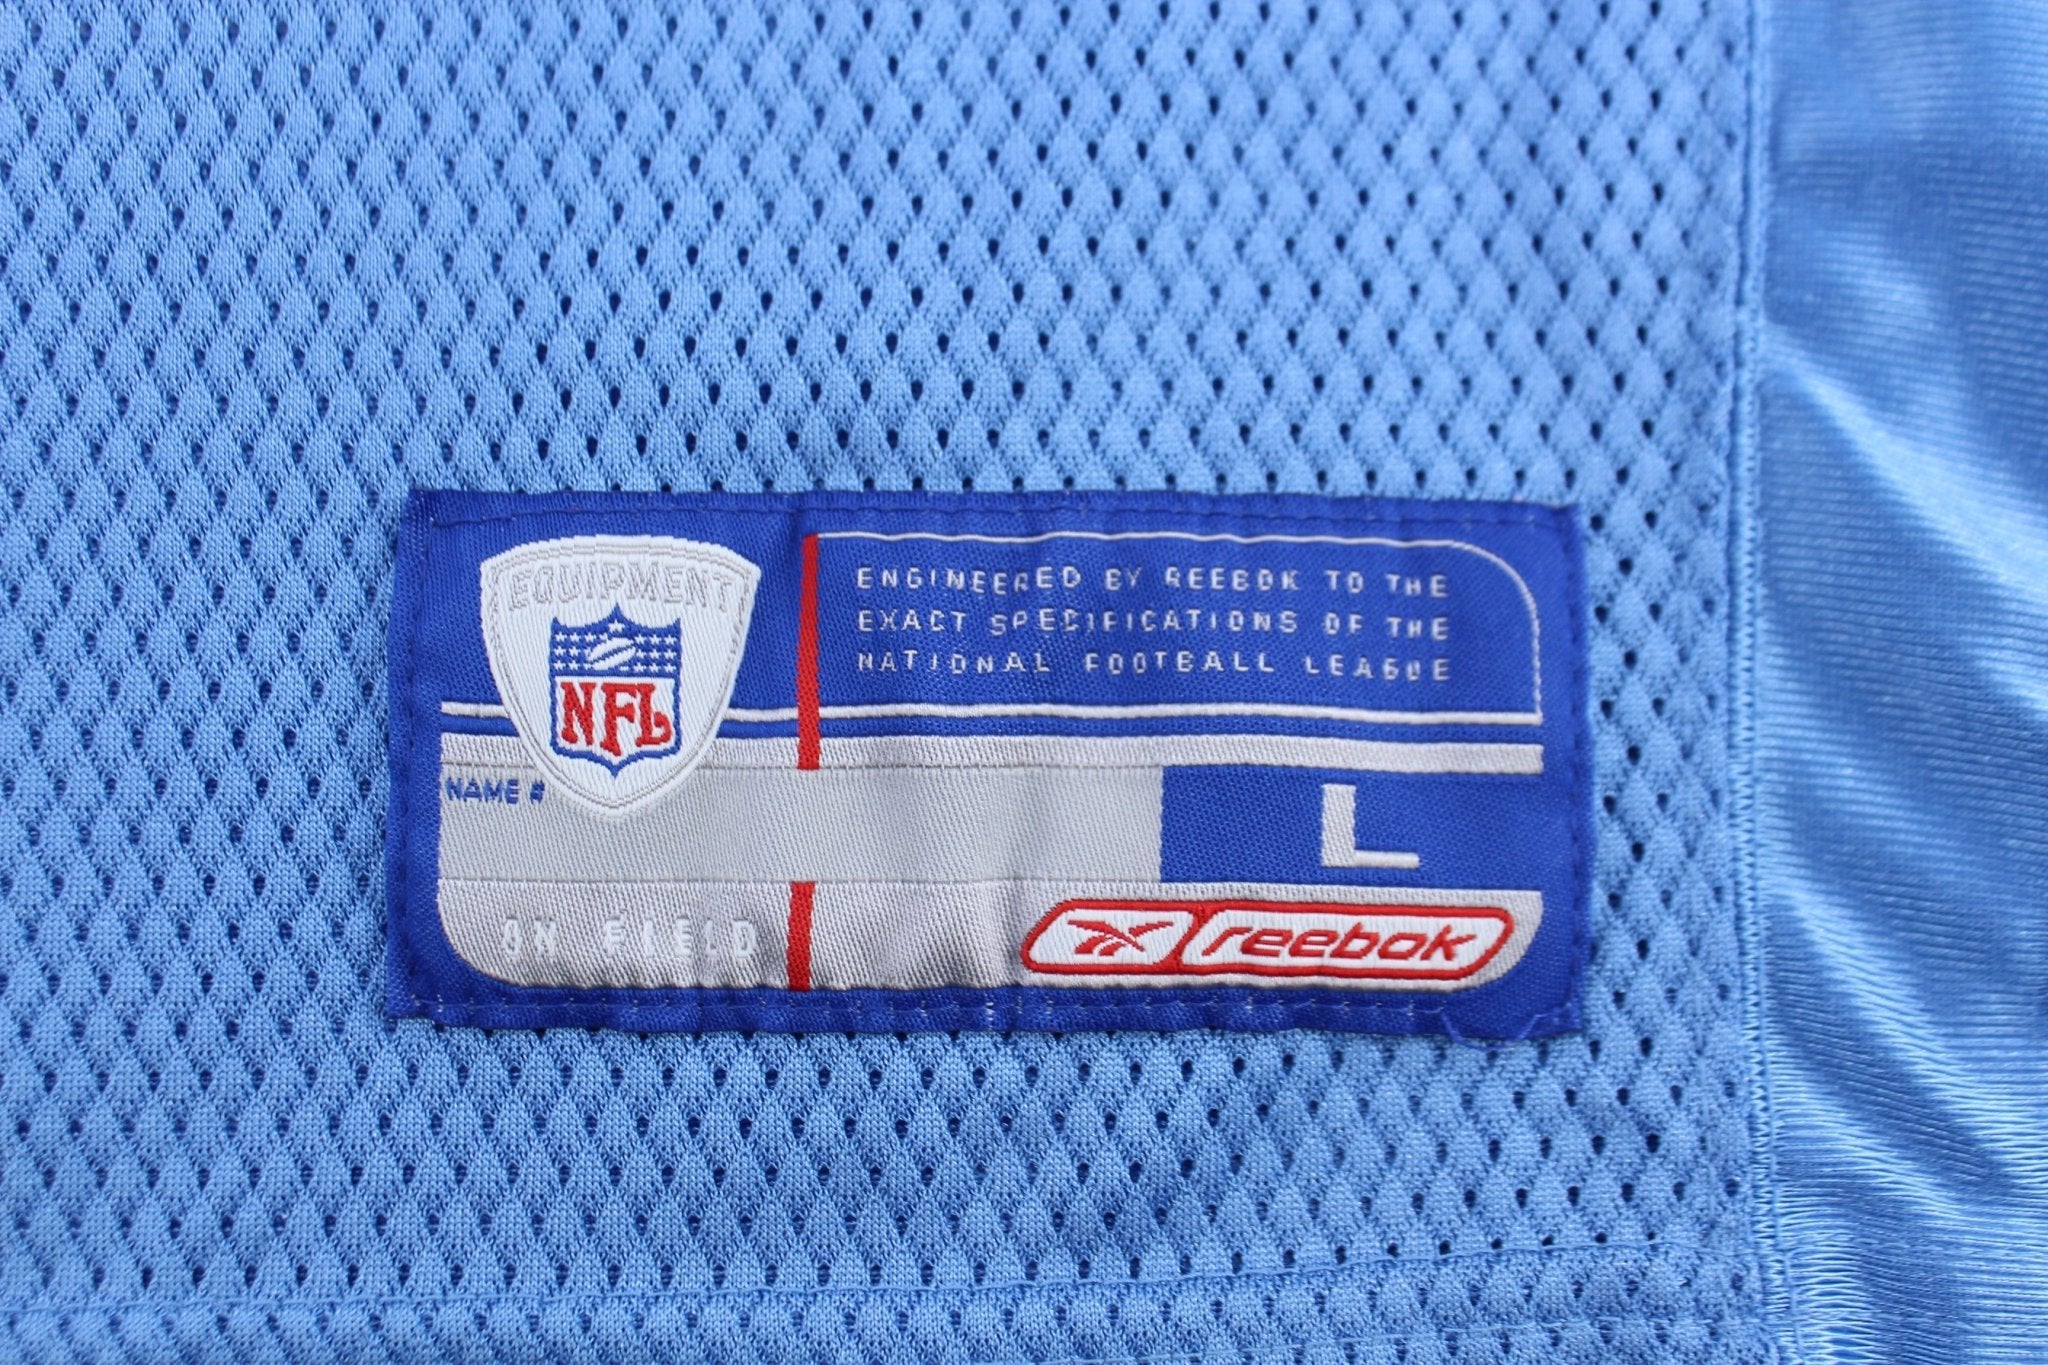 EQUIPMENT
NFL
ENGINEERED BY REEBOK TO THE
EXACT SPECIFICATIONS OF THE
NATIONAL FOOTBALL LEAGUE
NAME #
L
ON FIELD
Reebok